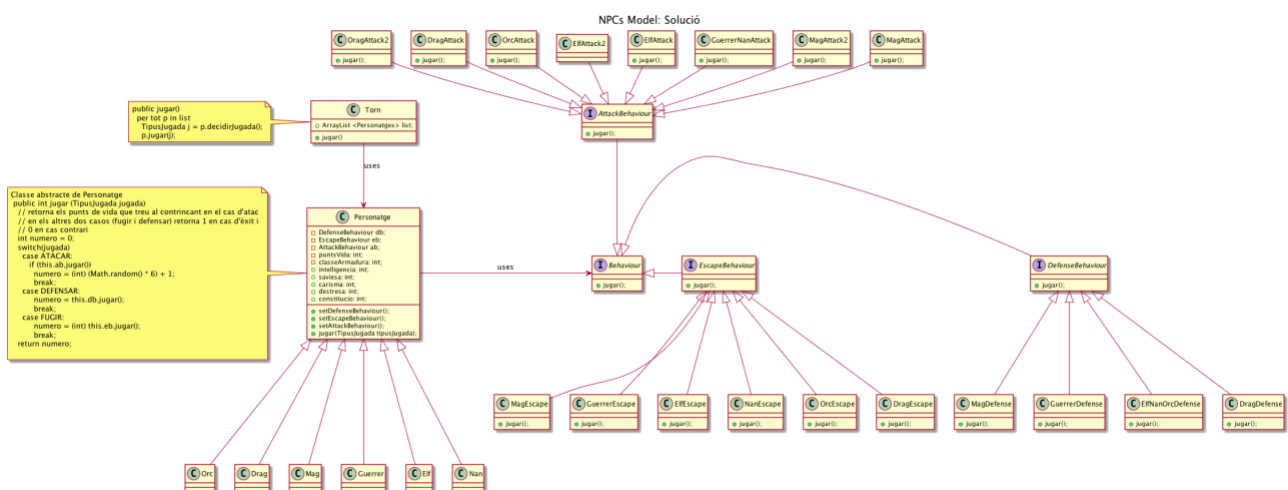 NPCs Model: Solució
C DragAttack2
jugar();
C DragAttack
jugar();
C OrcAttack
jugar();
C ElfAttack2
jugar();
C ElfAttack
jugar();
C GuerrerNanAttack
jugar();
C MagAttack2
jugar();
C MagAttack
jugar();
public jugar()
per tot p in list
TipusJugada j = p.decidirJugada();
p.jugar(j);
C Torn
ArrayList <Personatges> list;
jugar()
I AttackBehaviour
jugar();
uses
Classe abstracte de Personatge
public int jugar (TipusJugada jugada)
// retorna els punts de vida que treu al contrincant en el cas d'atac
// en els altres dos casos (fugir i defensar) retorna 1 en cas d'èxit i
// 0 en cas contrari
int numero = 0;
switch(jugada)
case ATACAR:
if (this.ab.jugar())
numero = (int) (Math.random() * 6) + 1;
break;
case DEFENSAR:
numero = this.db.jugar();
break;
case FUGIR:
numero = (int) this.eb.jugar();
break;
return numero;
C Personatge
DefenseBehaviour db;
EscapeBehaviour eb;
AttackBehaviour ab;
puntsVida: int;
classeArmadura: int;
intelligencia: int;
saviesa: int;
carisma: int;
destresa: int;
constitucio: int;
setDefenseBehaviour();
setEscapeBehaviour();
setAttackBehaviour();
jugar(TipusJugada tipusJugada);
uses
I Behaviour
jugar();
I EscapeBehaviour
jugar();
I DefenseBehaviour
jugar();
C MagEscape
jugar();
C GuerrerEscape
jugar();
C ElfEscape
jugar();
C NanEscape
jugar();
C OrcEscape
jugar();
C DragEscape
jugar();
C MagDefense
jugar();
C GuerrerDefense
jugar();
C ElfNanOrcDefense
jugar();
C DragDefense
jugar();
C Orc
C Drag
C Mag
C Guerrer
C Elf
C Nan